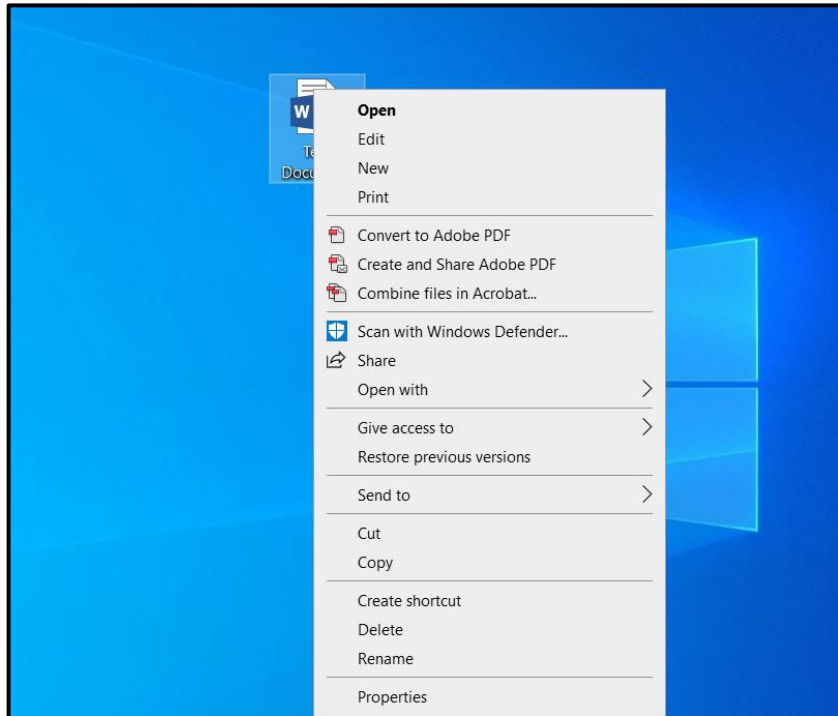 W
Open
Edit
New
Print
Convert to Adobe PDF
Create and Share Adobe PDF
Combine files in Acrobat...
Scan with Windows Defender...
Share
Open with
Give access to
Restore previous versions
Send to
Cut
Copy
Create shortcut
Delete
Rename
Properties